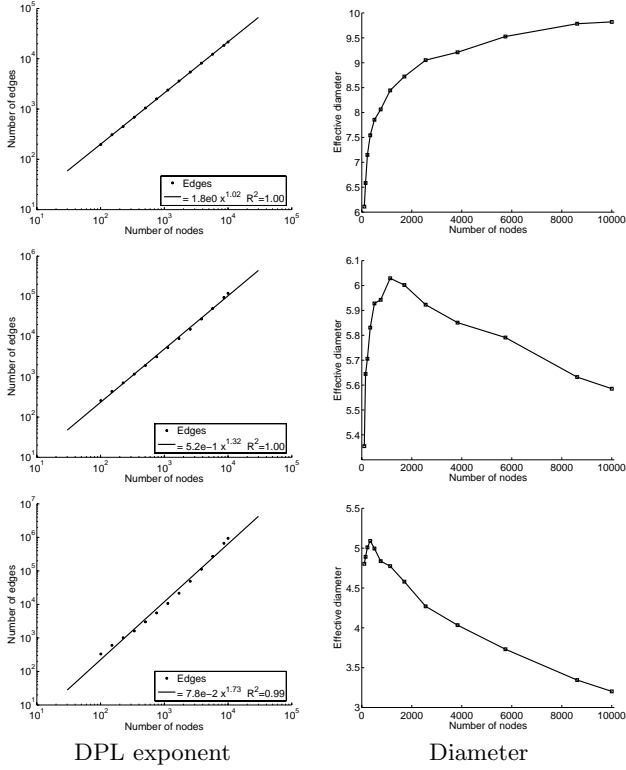 10^5
10^4
10^3
10^2
10^1
Number of edges
Edges
= 1.8e0 x^1.02 R^2=1.00
10^1 10^2 10^3 10^4 10^5
Number of nodes
10
9.5
9
8.5
8
7.5
7
6.5
6
Effective diameter
0 2000 4000 6000 8000 10000
Number of nodes
10^6
10^5
10^4
10^3
10^2
10^1
Number of edges
Edges
= 5.2e−1 x^1.32 R^2=1.00
10^1 10^2 10^3 10^4 10^5
Number of nodes
6.1
6
5.9
5.8
5.7
5.6
5.5
5.4
Effective diameter
0 2000 4000 6000 8000 10000
Number of nodes
10^7
10^6
10^5
10^4
10^3
10^2
10^1
Number of edges
Edges
= 7.8e−2 x^1.73 R^2=0.99
10^1 10^2 10^3 10^4 10^5
Number of nodes
5.5
5
4.5
4
3.5
3
Effective diameter
0 2000 4000 6000 8000 10000
Number of nodes
DPL exponent
Diameter